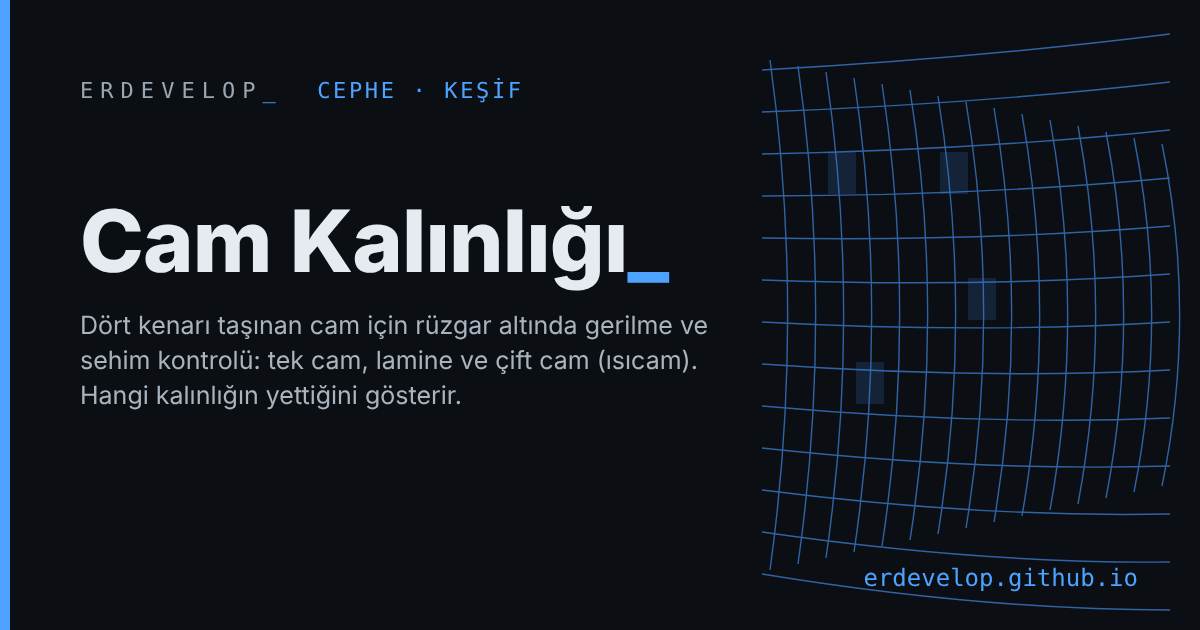 ERDEVELOP_ CEPHE · KEŞİF
Cam Kalınlığı_
Dört kenarı taşınan cam için rüzgar altında gerilme ve
sehim kontrolü: tek cam, lamine ve çift cam (ısıcam).
Hangi kalınlığın yettiğini gösterir.
erdevelop.github.io